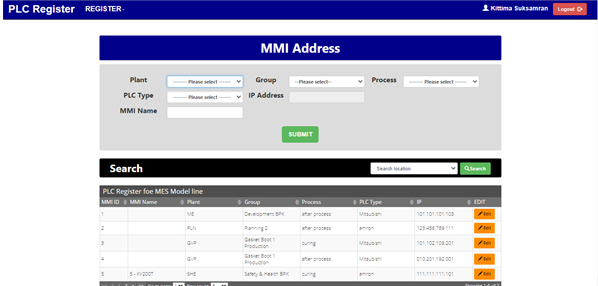 PLC Register REGISTER Kittima Suksamran Logout
MMI Address
Plant ------- Please select ------ Group --Please select-- Process ------- Please select ------
PLC Type ------- Please select ------ IP Address
MMI Name
SUBMIT
Search Search location Search
PLC Register foe MES Model line
MMI ID MMI Name Plant Group Process PLC Type IP EDIT
1 ME Development BPK after process Mitsubishi 101.101.101.103 Edit
2 PLN Planning 2 after process omron 123.456.789.111 Edit
3 GVR Gasket Boot 1 Production curing Mitsubishi 101.102.109.201 Edit
4 GVR Gasket Boot 1 Production after process Mitsubishi 010.201.192.001 Edit
5 5 - KV200T SHE Safety & Health BPK curing omron 111.111.111.101 Edit